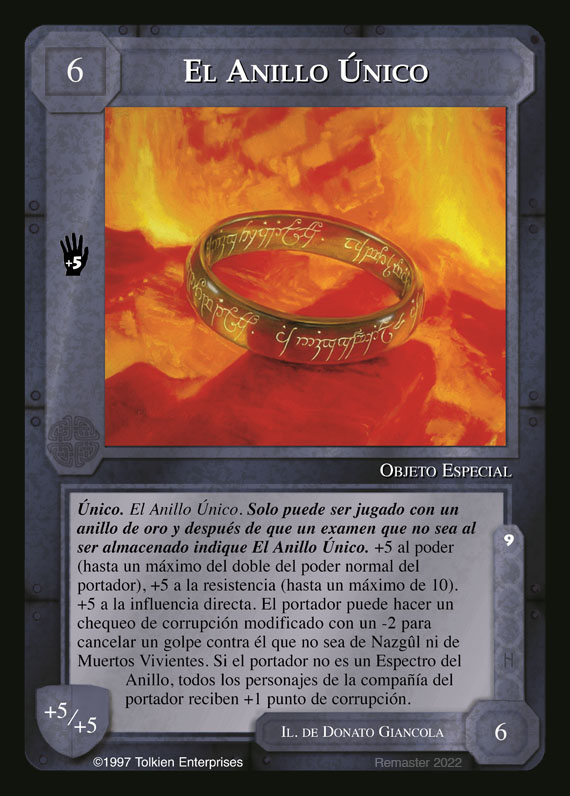 6
El Anillo Único
+5
Objeto Especial
Único. El Anillo Único. Solo puede ser jugado con un
anillo de oro y después de que un examen que no sea al
ser almacenado indique El Anillo Único. +5 al poder
(hasta un máximo del doble del poder normal del
portador), +5 a la resistencia (hasta un máximo de 10).
+5 a la influencia directa. El portador puede hacer un
chequeo de corrupción modificado con un -2 para
cancelar un golpe contra él que no sea de Nazgûl ni de
Muertos Vivientes. Si el portador no es un Espectro del
Anillo, todos los personajes de la compañía del
portador reciben +1 punto de corrupción.
9
H
+5/+5
Il. de Donato Giancola
6
©1997 Tolkien Enterprises
Remaster 2022